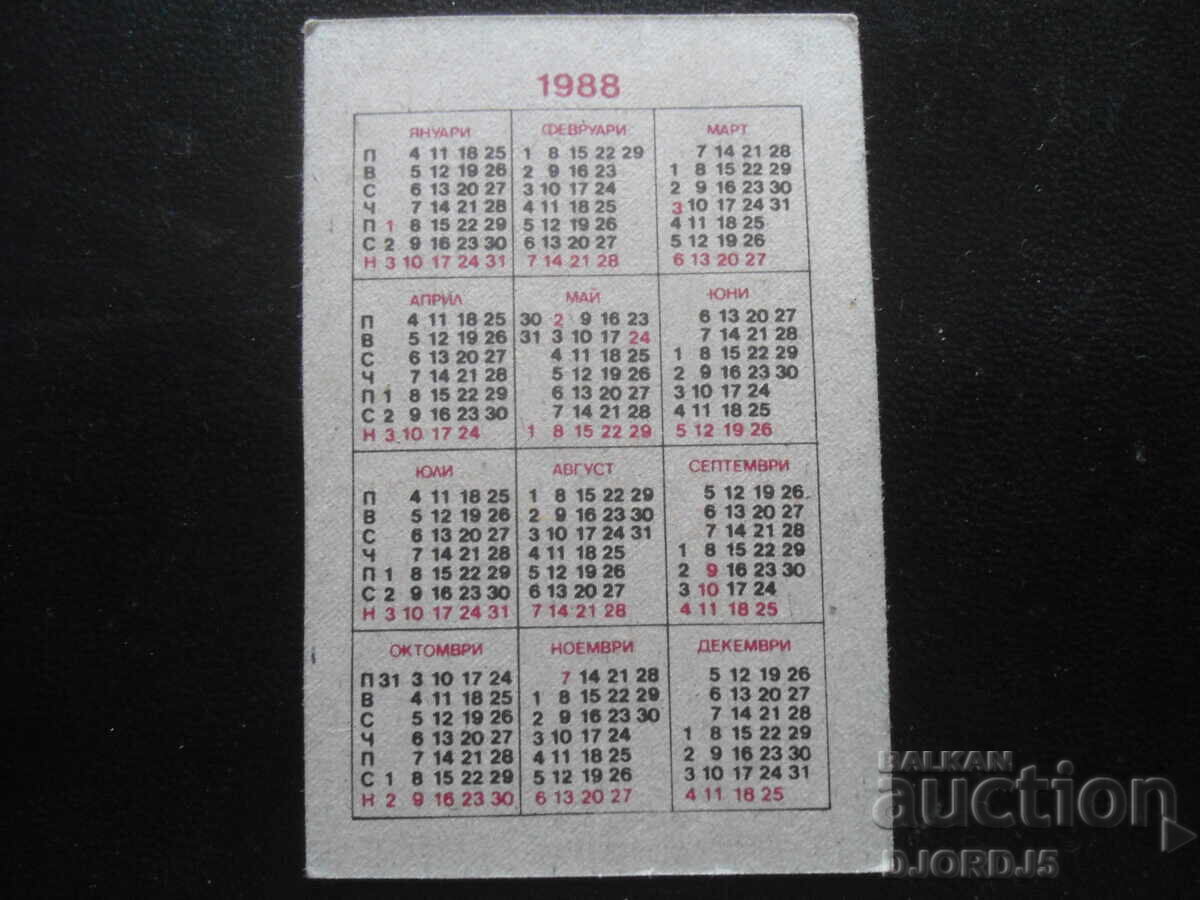 1988
ЯНУАРИ ФЕВРУАРИ МАРТ
П 4 11 18 25 1 8 15 22 29 7 14 21 28
В 5 12 19 26 2 9 16 23 1 8 15 22 29
С 6 13 20 27 3 10 17 24 2 9 16 23 30
Ч 7 14 21 28 4 11 18 25 3 10 17 24 31
П 1 8 15 22 29 5 12 19 26 4 11 18 25
С 2 9 16 23 30 6 13 20 27 5 12 19 26
Н 3 10 17 24 31 7 14 21 28 6 13 20 27
АПРИЛ МАЙ ЮНИ
П 4 11 18 25 30 2 9 16 23 6 13 20 27
В 5 12 19 26 31 3 10 17 24 7 14 21 28
С 6 13 20 27 4 11 18 25 1 8 15 22 29
Ч 7 14 21 28 5 12 19 26 2 9 16 23 30
П 1 8 15 22 29 6 13 20 27 3 10 17 24
С 2 9 16 23 30 7 14 21 28 4 11 18 25
Н 3 10 17 24 1 8 15 22 29 5 12 19 26
ЮЛИ АВГУСТ СЕПТЕМВРИ
П 4 11 18 25 1 8 15 22 29 5 12 19 26
В 5 12 19 26 2 9 16 23 30 6 13 20 27
С 6 13 20 27 3 10 17 24 31 7 14 21 28
Ч 7 14 21 28 4 11 18 25 1 8 15 22 29
П 1 8 15 22 29 5 12 19 26 2 9 16 23 30
С 2 9 16 23 30 6 13 20 27 3 10 17 24
Н 3 10 17 24 31 7 14 21 28 4 11 18 25
ОКТОМВРИ НОЕМВРИ ДЕКЕМВРИ
П 31 3 10 17 24 7 14 21 28 5 12 19 26
В 4 11 18 25 1 8 15 22 29 6 13 20 27
С 5 12 19 26 2 9 16 23 30 7 14 21 28
Ч 6 13 20 27 3 10 17 24 1 8 15 22 29
П 7 14 21 28 4 11 18 25 2 9 16 23 30
С 1 8 15 22 29 5 12 19 26 3 10 17 24 31
Н 2 9 16 23 30 6 13 20 27 4 11 18 25
BALKAN
auction
DJORDJ5